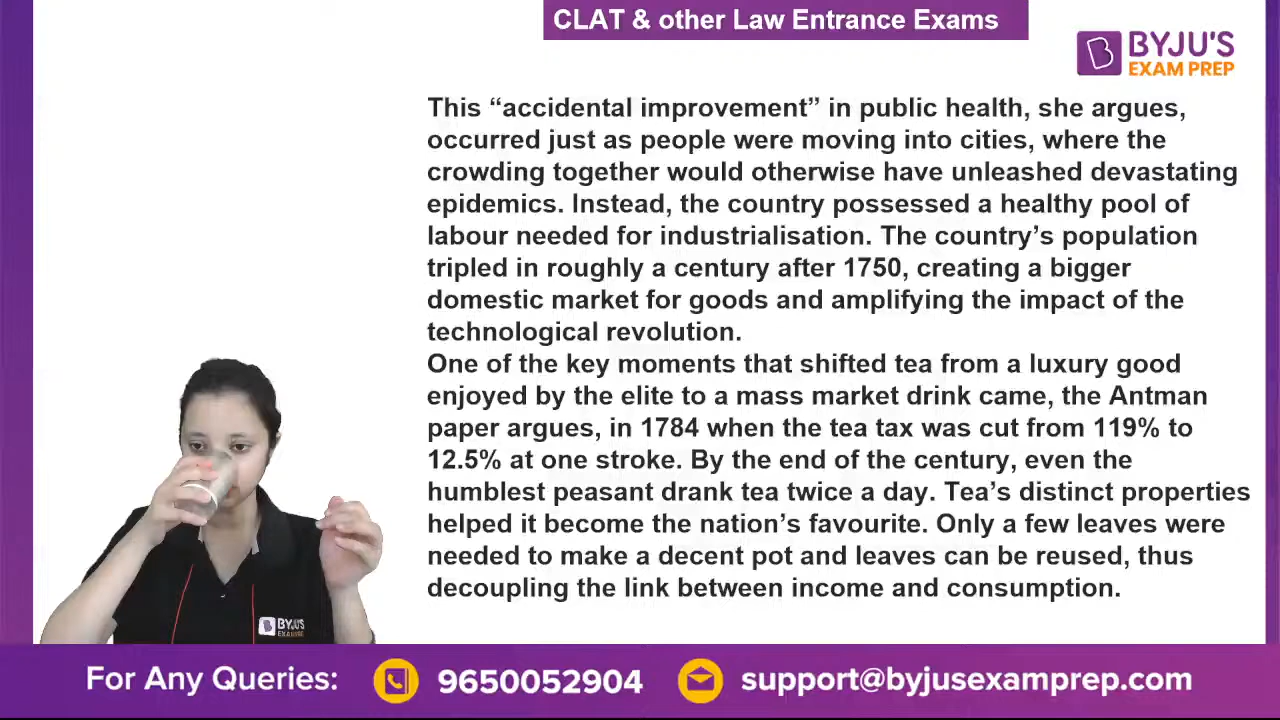 CLAT & other Law Entrance Exams
BYJU'S
EXAM PREP
This “accidental improvement” in public health, she argues,
occurred just as people were moving into cities, where the
crowding together would otherwise have unleashed devastating
epidemics. Instead, the country possessed a healthy pool of
labour needed for industrialisation. The country’s population
tripled in roughly a century after 1750, creating a bigger
domestic market for goods and amplifying the impact of the
technological revolution.
One of the key moments that shifted tea from a luxury good
enjoyed by the elite to a mass market drink came, the Antman
paper argues, in 1784 when the tea tax was cut from 119% to
12.5% at one stroke. By the end of the century, even the
humblest peasant drank tea twice a day. Tea’s distinct properties
helped it become the nation’s favourite. Only a few leaves were
needed to make a decent pot and leaves can be reused, thus
decoupling the link between income and consumption.
BYJU'S
EXAM PREP
For Any Queries:
9650052904
support@byjusexamprep.com